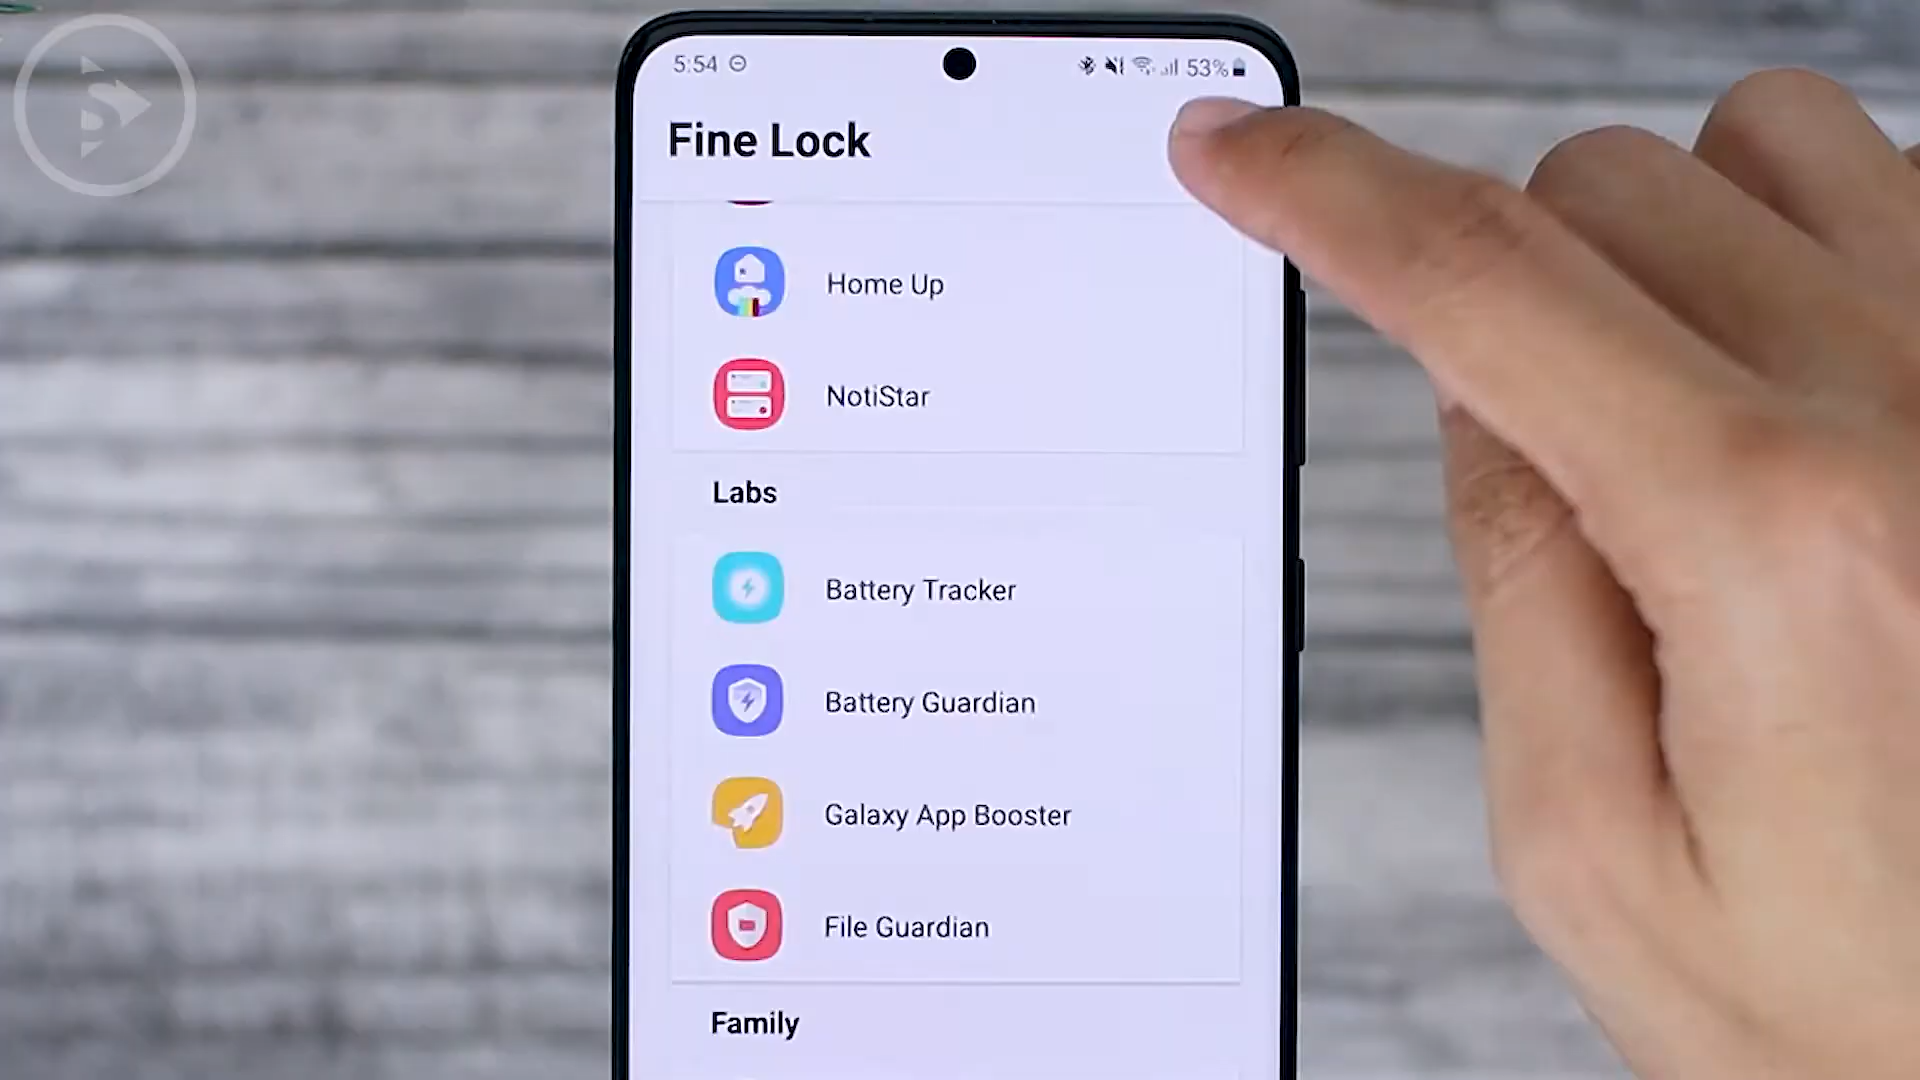 5:54
53%
Fine Lock
Home Up
NotiStar
Labs
Battery Tracker
Battery Guardian
Galaxy App Booster
File Guardian
Family